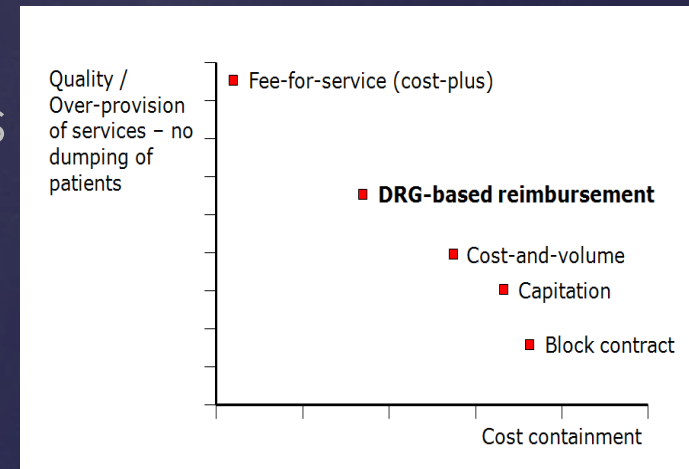 Quality /
Over-provision
of services – no
dumping of
patients
Fee-for-service (cost-plus)
DRG-based reimbursement
Cost-and-volume
Capitation
Block contract
Cost containment